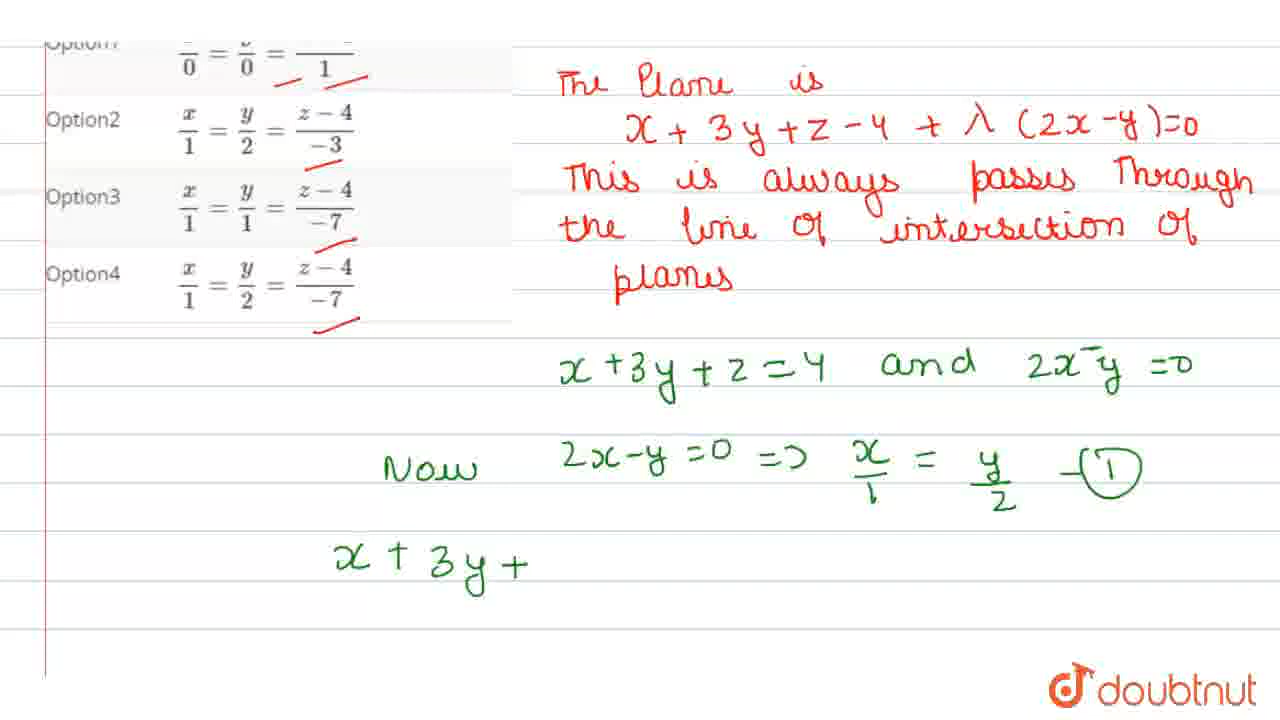 Option1 x/0 = y/0 = z-4/1
Option2 x/1 = y/2 = z-4/-3
Option3 x/1 = y/1 = z-4/-7
Option4 x/1 = y/2 = z-4/-7
The Plane is
x + 3y + z - 4 + λ (2x - y) = 0
This is always passes Through
the line of intersection of
planes
x + 3y + z = 4 and 2x - y = 0
Now 2x - y = 0 => x/1 = y/2 - (1)
x + 3y +
doubtnut